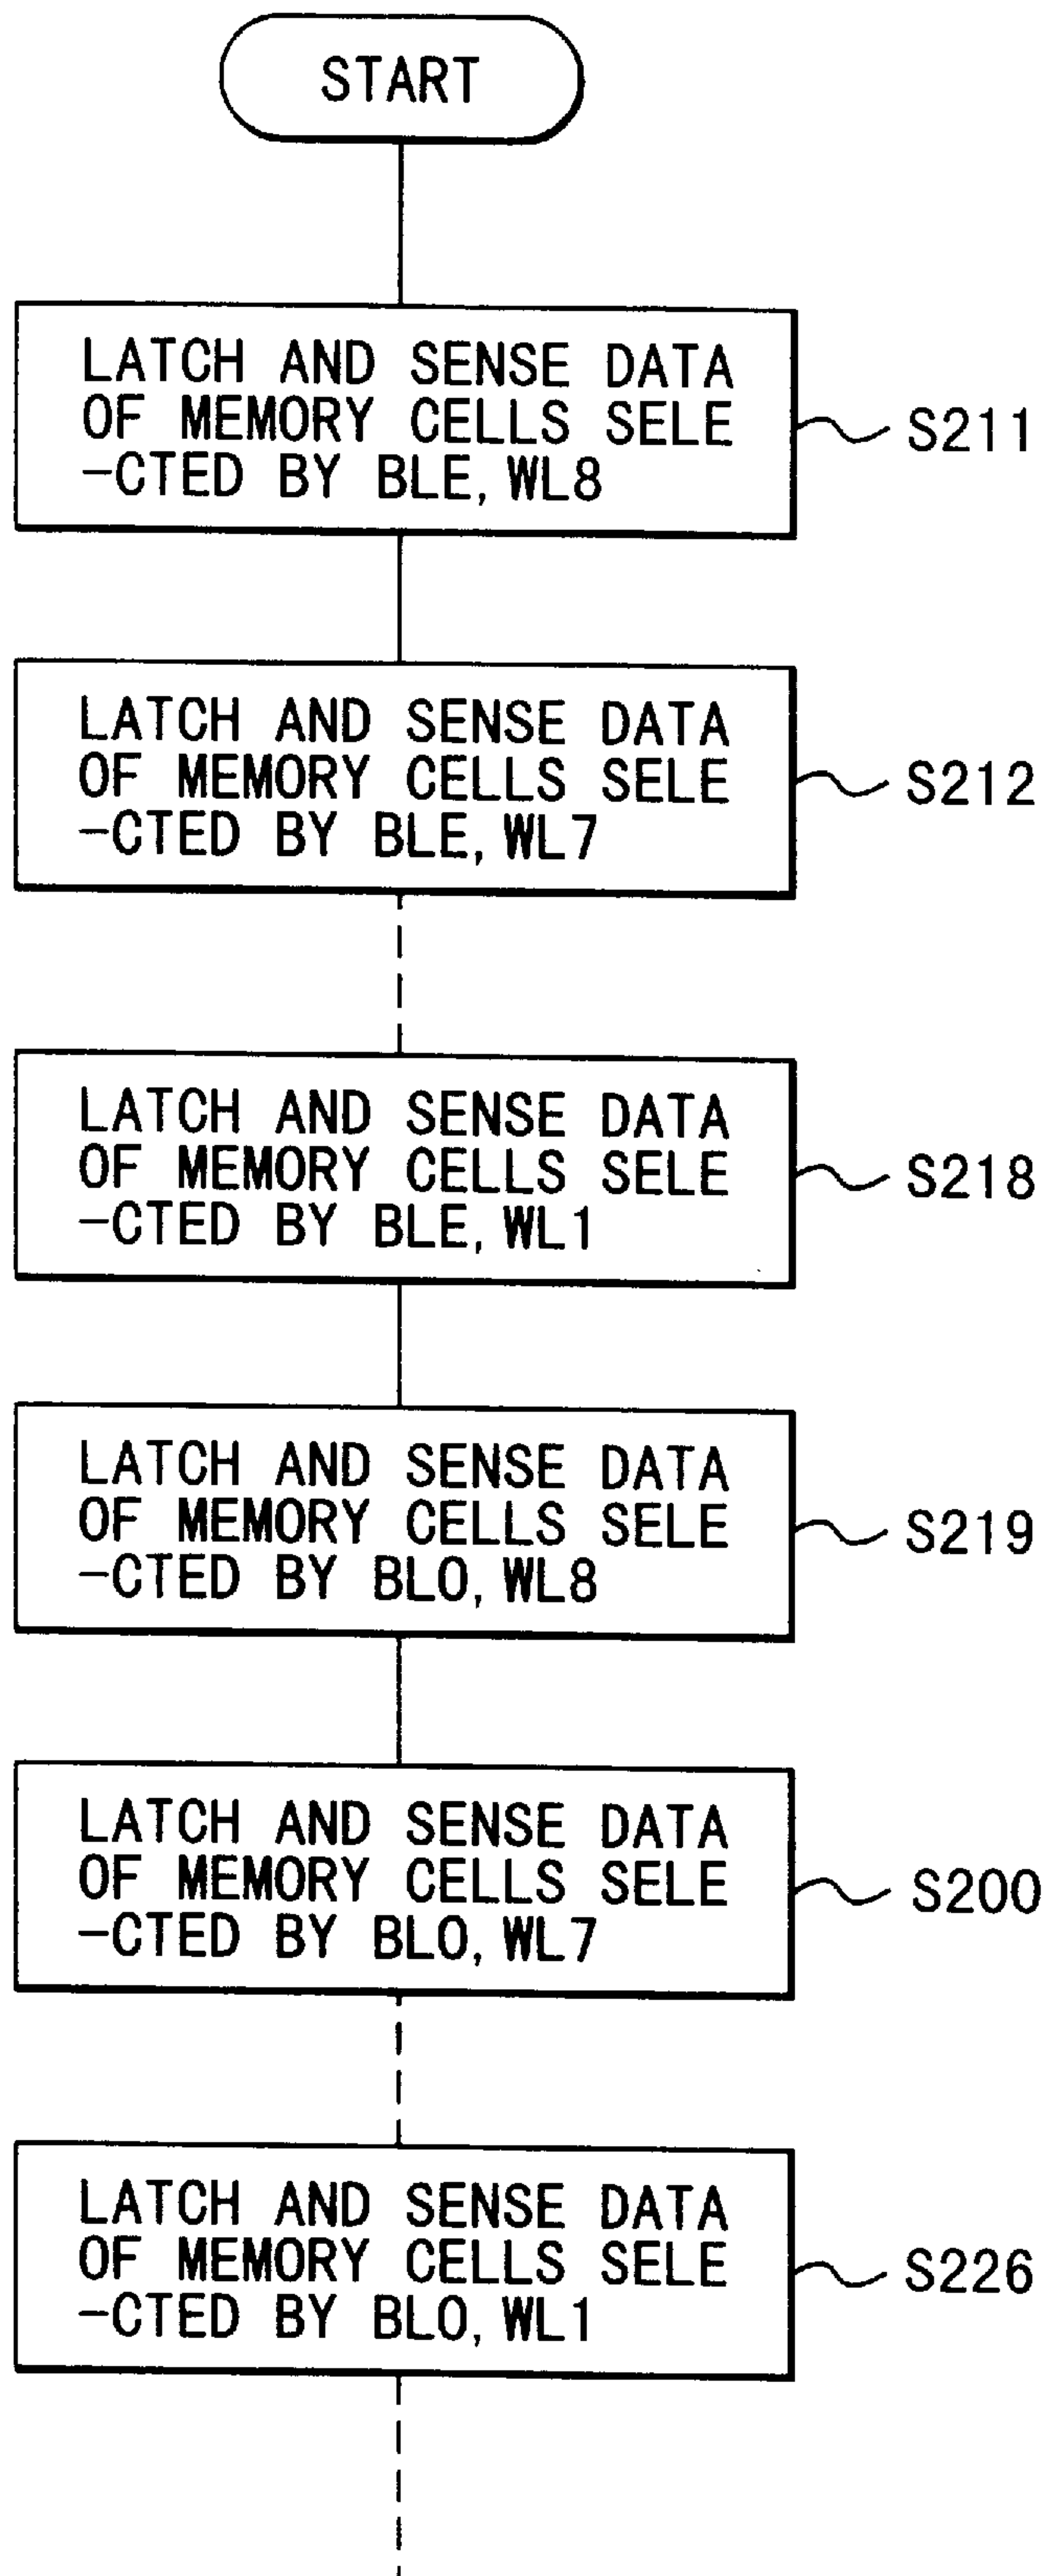 START
LATCH AND SENSE DATA
OF MEMORY CELLS SELE
-CTED BY BLE, WL8
S211
LATCH AND SENSE DATA
OF MEMORY CELLS SELE
-CTED BY BLE, WL7
S212
LATCH AND SENSE DATA
OF MEMORY CELLS SELE
-CTED BY BLE, WL1
S218
LATCH AND SENSE DATA
OF MEMORY CELLS SELE
-CTED BY BLO, WL8
S219
LATCH AND SENSE DATA
OF MEMORY CELLS SELE
-CTED BY BLO, WL7
S200
LATCH AND SENSE DATA
OF MEMORY CELLS SELE
-CTED BY BLO, WL1
S226